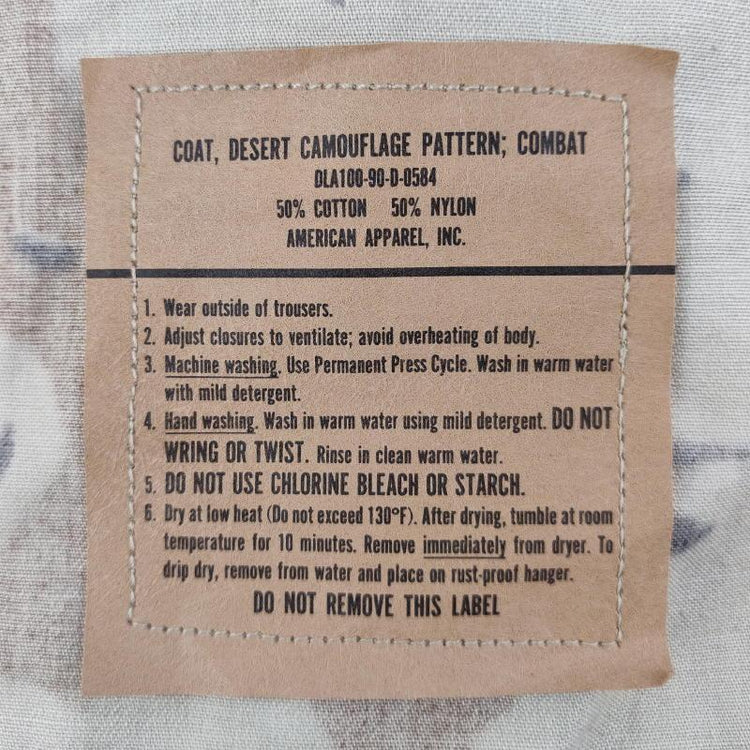 COAT, DESERT CAMOUFLAGE PATTERN; COMBAT
DLA100-90-D-0584
50% COTTON 50% NYLON
AMERICAN APPAREL, INC.
1. Wear outside of trousers.
2. Adjust closures to ventilate; avoid overheating of body.
3. Machine washing. Use Permanent Press Cycle. Wash in warm water
with mild detergent.
4. Hand washing. Wash in warm water using mild detergent. DO NOT
WRING OR TWIST. Rinse in clean warm water.
5. DO NOT USE CHLORINE BLEACH OR STARCH.
6. Dry at low heat (Do not exceed 130°F). After drying, tumble at room
temperature for 10 minutes. Remove immediately from dryer. To
drip dry, remove from water and place on rust-proof hanger.
DO NOT REMOVE THIS LABEL